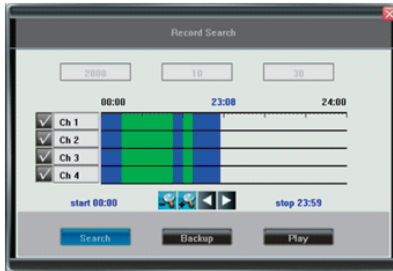 Record Search
2000 10 30
00:00 23:08 24:00
Ch 1
Ch 2
Ch 3
Ch 4
start 00:00 stop 23:59
Search Backup Play